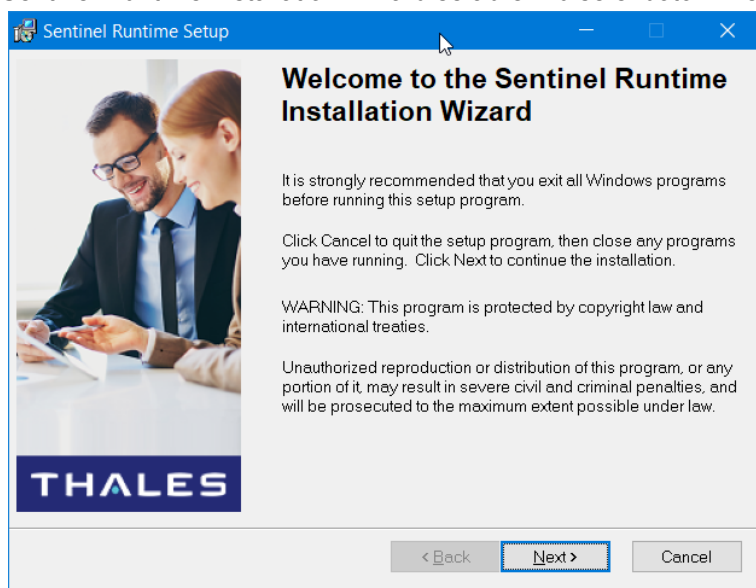 Sentinel Runtime Setup
Welcome to the Sentinel Runtime
Installation Wizard
It is strongly recommended that you exit all Windows programs
before running this setup program.
Click Cancel to quit the setup program, then close any programs
you have running. Click Next to continue the installation.
WARNING: This program is protected by copyright law and
international treaties.
Unauthorized reproduction or distribution of this program, or any
portion of it, may result in severe civil and criminal penalties, and
will be prosecuted to the maximum extent possible under law.
THALES
< Back Next > Cancel